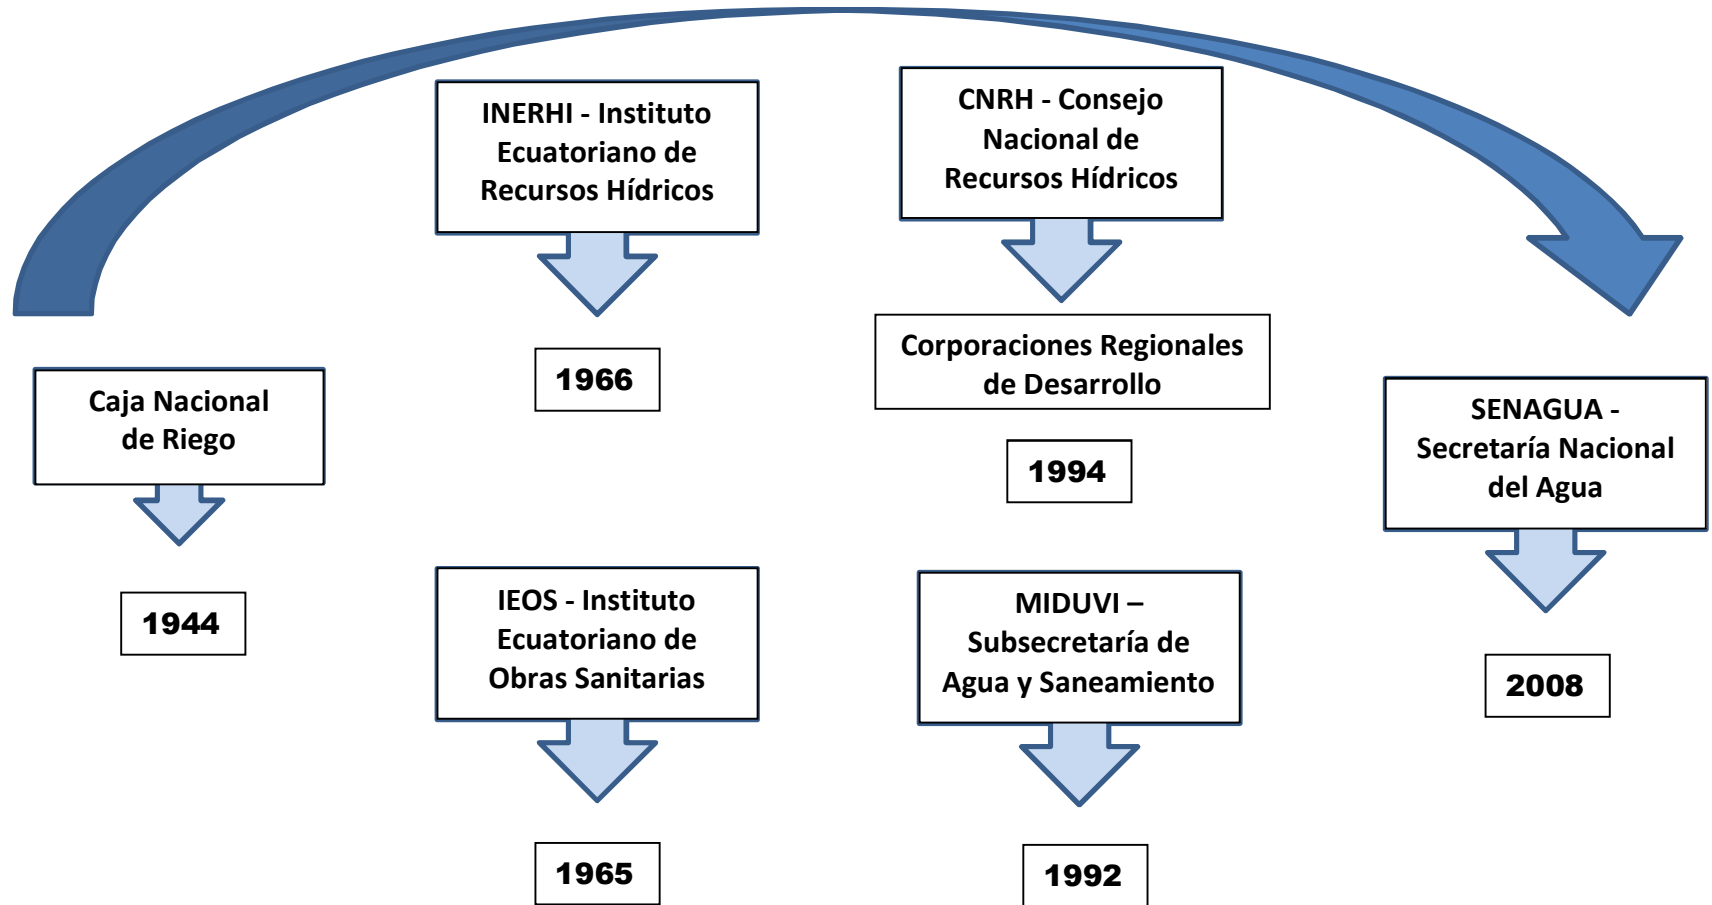 Caja Nacional
de Riego
1944
INERHI - Instituto
Ecuatoriano de
Recursos Hídricos
1966
IEOS - Instituto
Ecuatoriano de
Obras Sanitarias
1965
CNRH - Consejo
Nacional de
Recursos Hídricos
Corporaciones Regionales
de Desarrollo
1994
MIDUVI –
Subsecretaría de
Agua y Saneamiento
1992
SENAGUA -
Secretaría Nacional
del Agua
2008